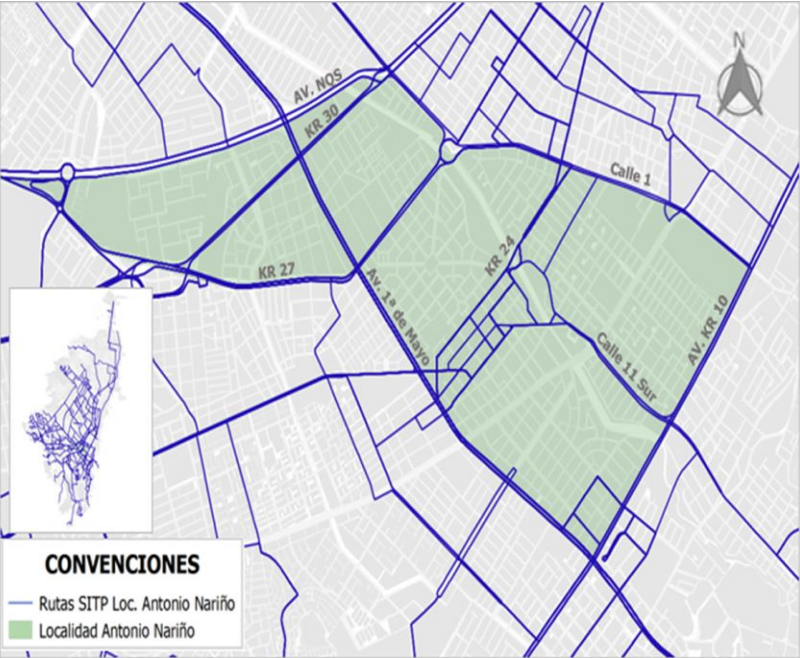 N
AV. NQS
KR 30
Calle 1
KR 24
KR 27
Av. 1ª de Mayo
AV. KR 10
Calle 11 Sur
CONVENCIONES
Rutas SITP Loc. Antonio Nariño
Localidad Antonio Nariño